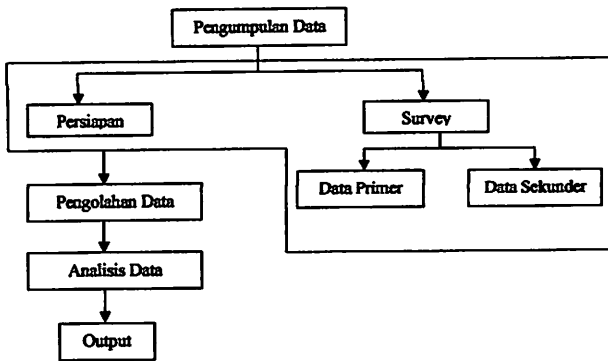 Pengumpulan Data
Persiapan
Survey
Data Primer
Data Sekunder
Pengolahan Data
Analisis Data
Output